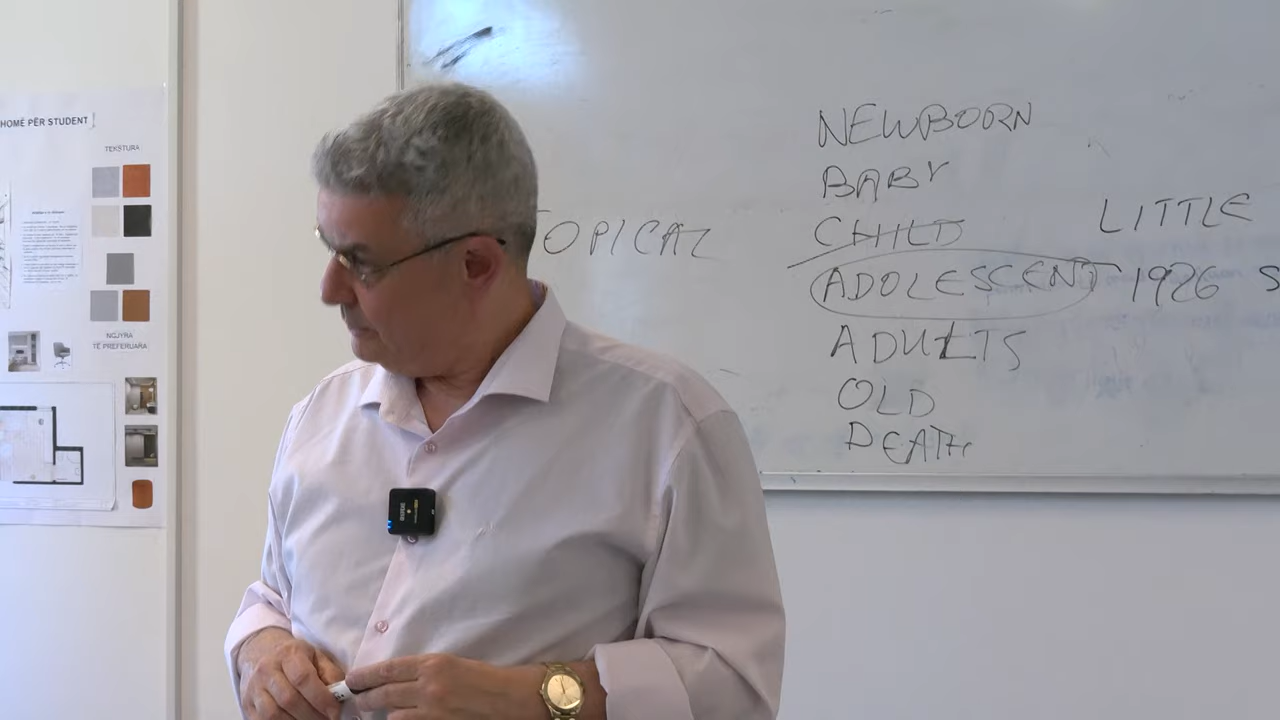 HOMË PËR STUDENT
TEKSTURA
NGJYRA
TË PREFERUARA
NEWBORN
BABY
TOPICAL CHILD LITTLE
ADOLESCENT 1926 S
ADULTS
OLD
DEATH